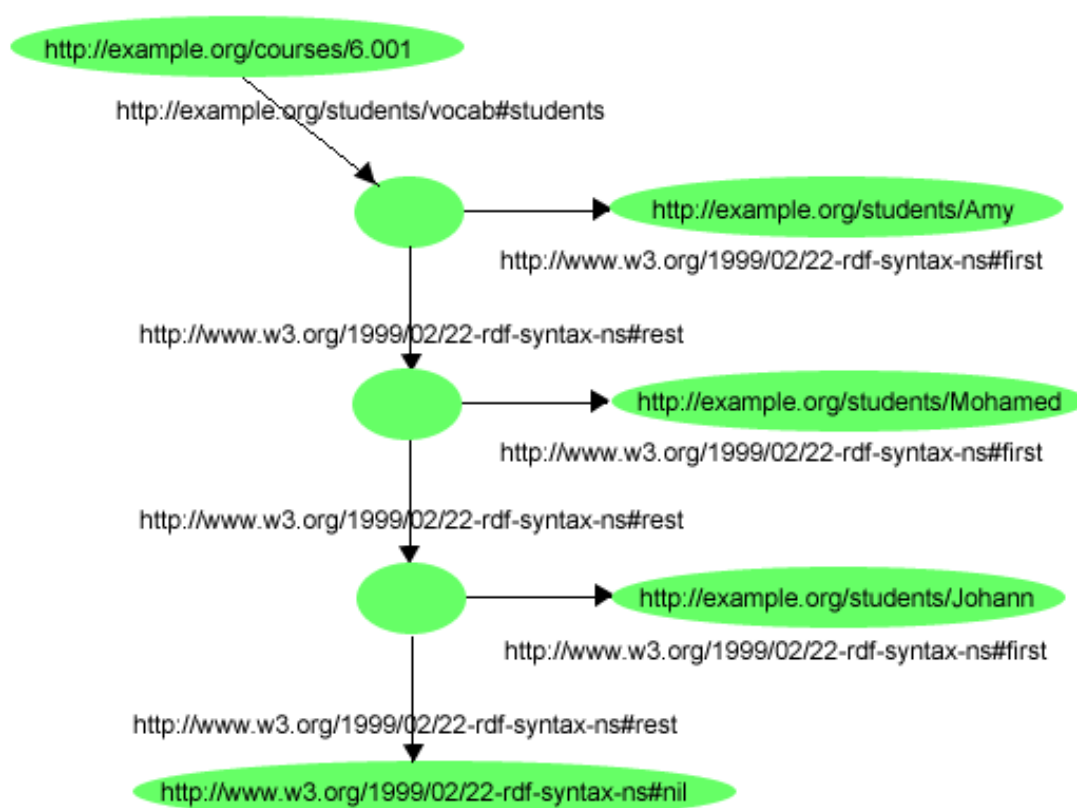 http://example.org/courses/6.001
http://example.org/students/vocab#students
http://example.org/students/Amy
http://www.w3.org/1999/02/22-rdf-syntax-ns#first
http://www.w3.org/1999/02/22-rdf-syntax-ns#rest
http://example.org/students/Mohamed
http://www.w3.org/1999/02/22-rdf-syntax-ns#first
http://www.w3.org/1999/02/22-rdf-syntax-ns#rest
http://example.org/students/Johann
http://www.w3.org/1999/02/22-rdf-syntax-ns#first
http://www.w3.org/1999/02/22-rdf-syntax-ns#rest
http://www.w3.org/1999/02/22-rdf-syntax-ns#nil